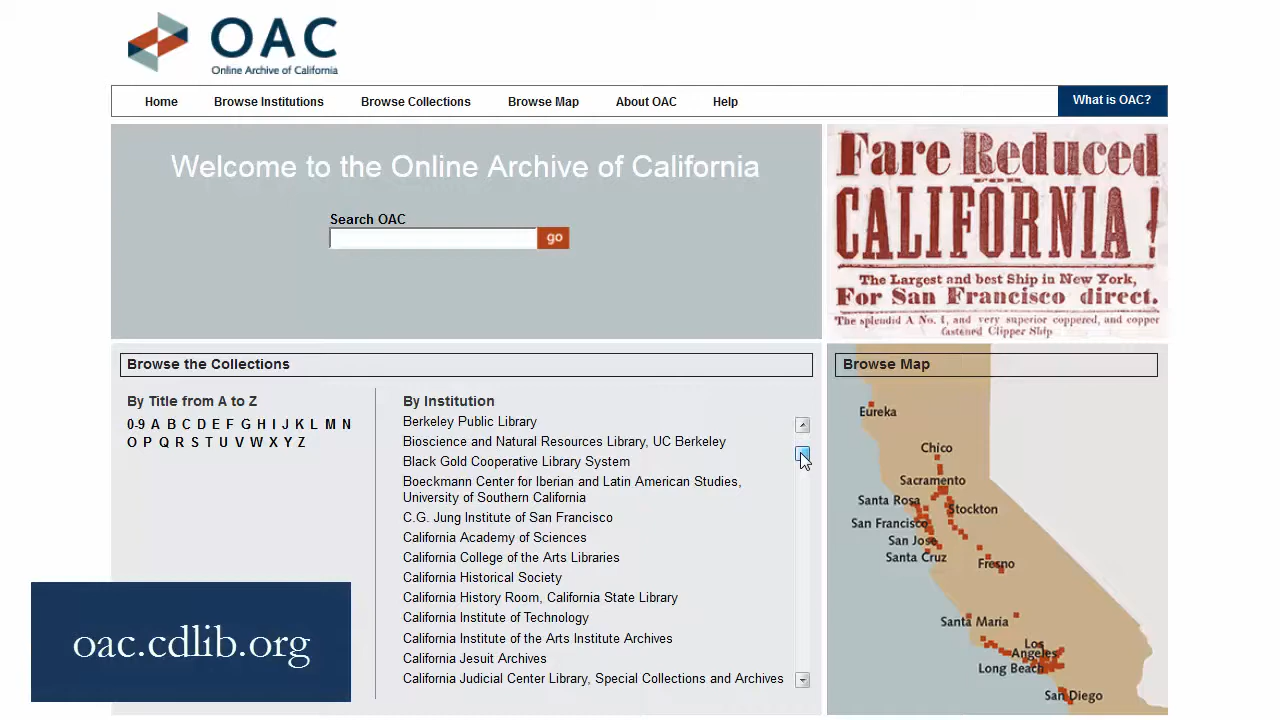 OAC
Online Archive of California
Home Browse Institutions Browse Collections Browse Map About OAC Help What is OAC?
Welcome to the Online Archive of California
Search OAC
go
Fare Reduced
FOR
CALIFORNIA!
The Largest and best Ship in New York,
For San Francisco direct.
The splendid A No. 1, and very superior coppered, and copper
fastened Clipper Ship
Browse the Collections
By Title from A to Z
0-9 A B C D E F G H I J K L M N
O P Q R S T U V W X Y Z
By Institution
Berkeley Public Library
Bioscience and Natural Resources Library, UC Berkeley
Black Gold Cooperative Library System
Boeckmann Center for Iberian and Latin American Studies,
University of Southern California
C.G. Jung Institute of San Francisco
California Academy of Sciences
California College of the Arts Libraries
California Historical Society
California History Room, California State Library
California Institute of Technology
California Institute of the Arts Institute Archives
California Jesuit Archives
California Judicial Center Library, Special Collections and Archives
Browse Map
Eureka
Chico
Sacramento
Santa Rosa
Stockton
San Francisco
San Jose
Santa Cruz
Fresno
Santa Maria
Los
Angeles
Long Beach
San Diego
oac.cdlib.org